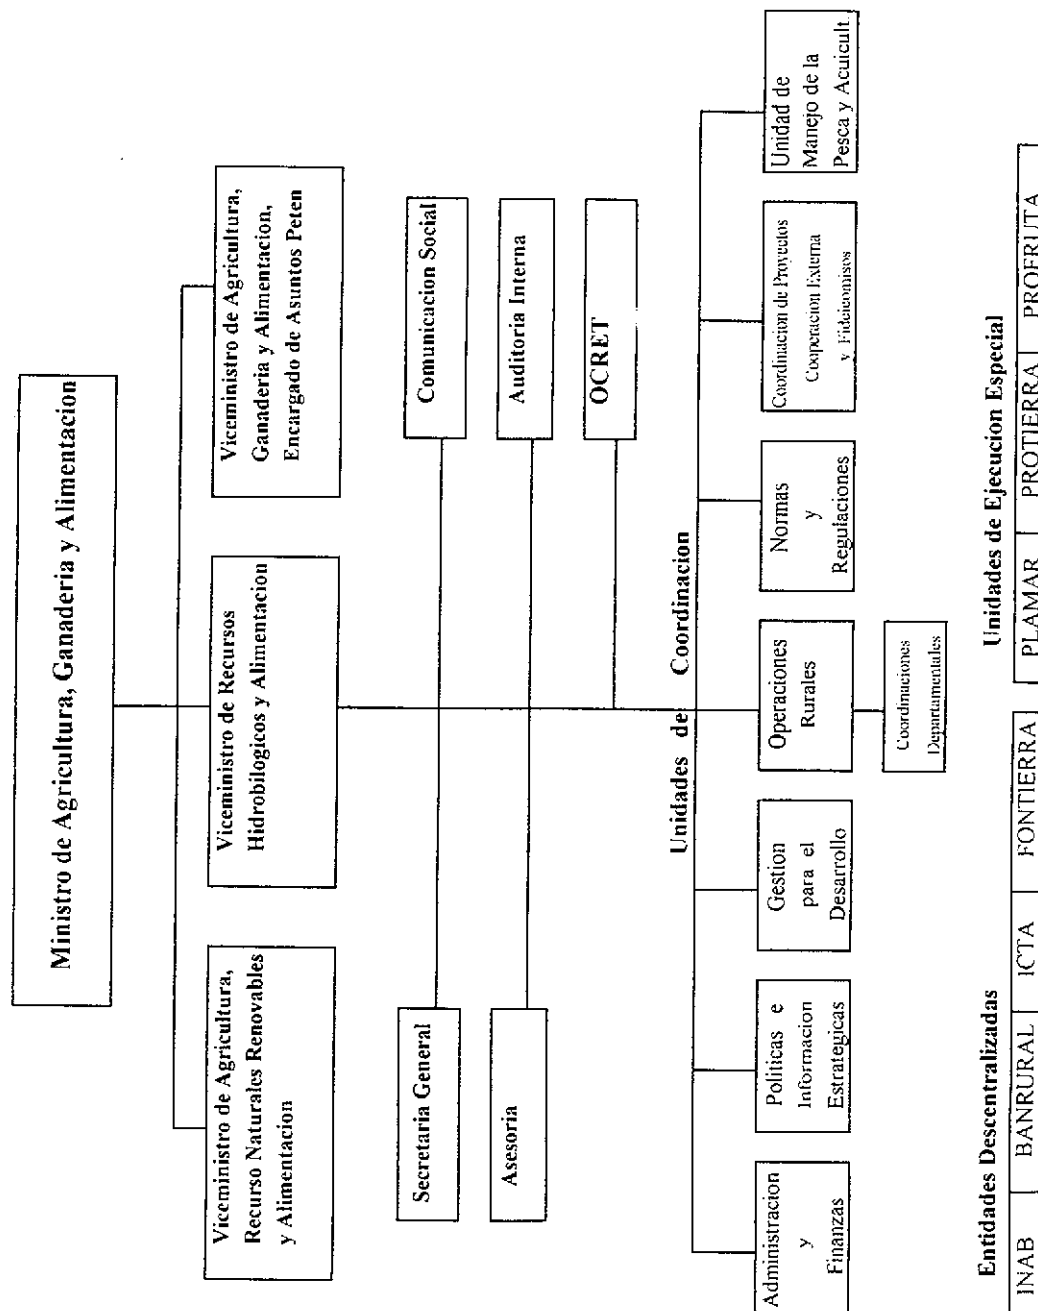 Ministro de Agricultura, Ganaderia y Alimentacion
Viceministro de Agricultura,
Recurso Naturales Renovables
y Alimentacion
Viceministro de Recursos
Hidrobilogicos y Alimentacion
Viceministro de Agricultura,
Ganaderia y Alimentacion,
Encargado de Asuntos Peten
Secretaria General
Comunicacion Social
Asesoria
Auditoria Interna
OCRET
Unidades de Coordinacion
Administracion
y
Finanzas
Politicas e
Informacion
Estrategicas
Gestion
para el
Desarrollo
Operaciones
Rurales
Normas
y
Regulaciones
Coordinacion de Proyectos
Cooperacion Externa
y Fideicomisos
Unidad de
Manejo de la
Pesca y Acuicult.
Coordinaciones
Departamentales
Entidades Descentralizadas
INAB BANRURAL ICTA FONTIERRA
Unidades de Ejecucion Especial
PLAMAR PROTIERRA PROFRUTA